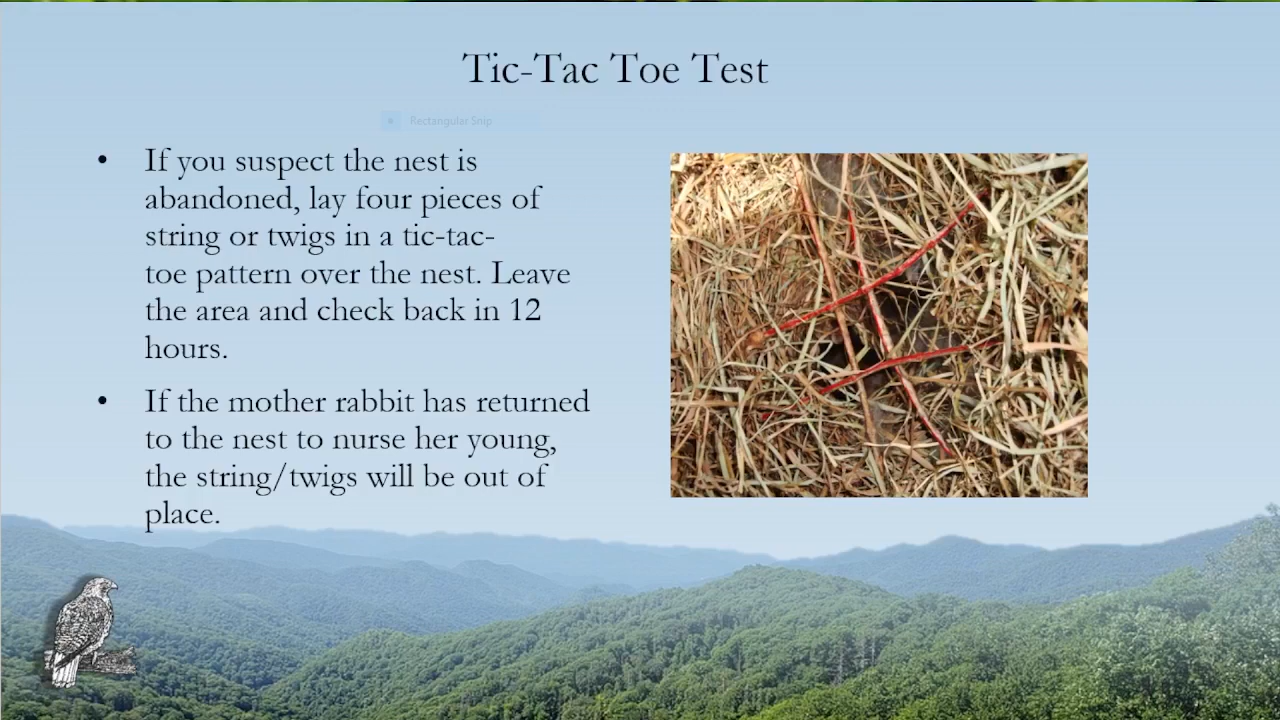 Tic-Tac Toe Test
Rectangular Snip
• If you suspect the nest is
abandoned, lay four pieces of
string or twigs in a tic-tac-
toe pattern over the nest. Leave
the area and check back in 12
hours.
• If the mother rabbit has returned
to the nest to nurse her young,
the string/twigs will be out of
place.